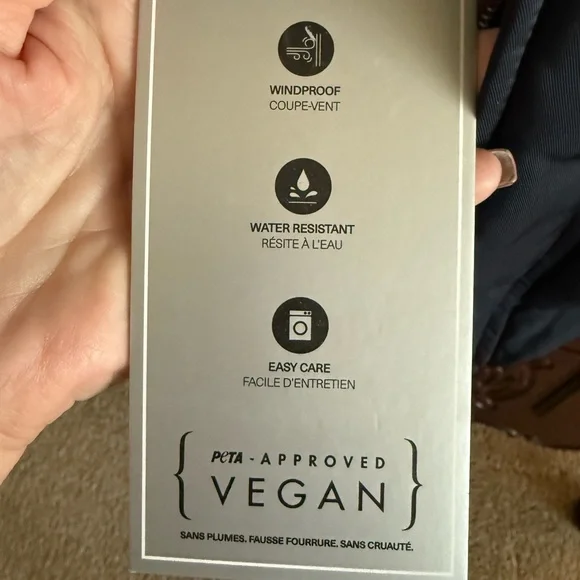 WINDPROOF
COUPE-VENT
WATER RESISTANT
RÉSITE À L'EAU
EASY CARE
FACILE D'ENTRETIEN
{ PETA - APPROVED
VEGAN }
SANS PLUMES. FAUSSE FOURRURE. SANS CRUAUTÉ.